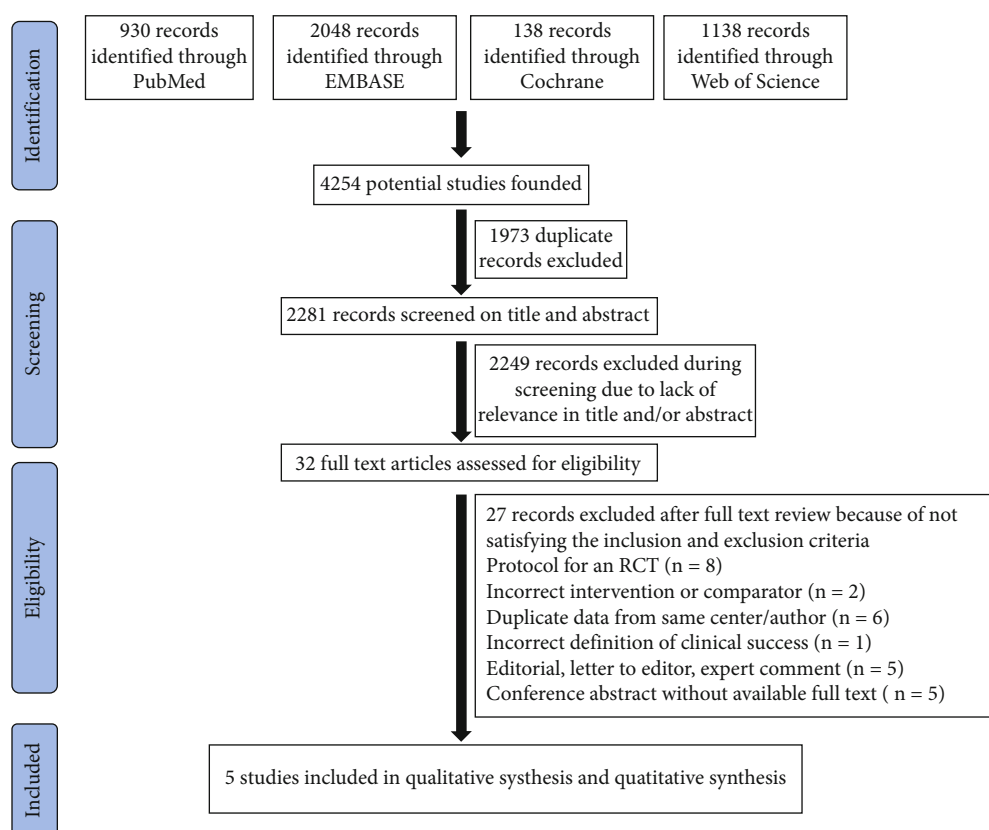 Identification
930 records
identified through
PubMed
2048 records
identified through
EMBASE
138 records
identified through
Cochrane
1138 records
identified through
Web of Science
4254 potential studies founded
Screening
1973 duplicate
records excluded
2281 records screened on title and abstract
2249 records excluded during
screening due to lack of
relevance in title and/or abstract
Eligibility
32 full text articles assessed for eligibility
27 records excluded after full text review because of not
satisfying the inclusion and exclusion criteria
Protocol for an RCT (n = 8)
Incorrect intervention or comparator (n = 2)
Duplicate data from same center/author (n = 6)
Incorrect definition of clinical success (n = 1)
Editorial, letter to editor, expert comment (n = 5)
Conference abstract without available full text ( n = 5)
Included
5 studies included in qualitative systhesis and quatitative synthesis